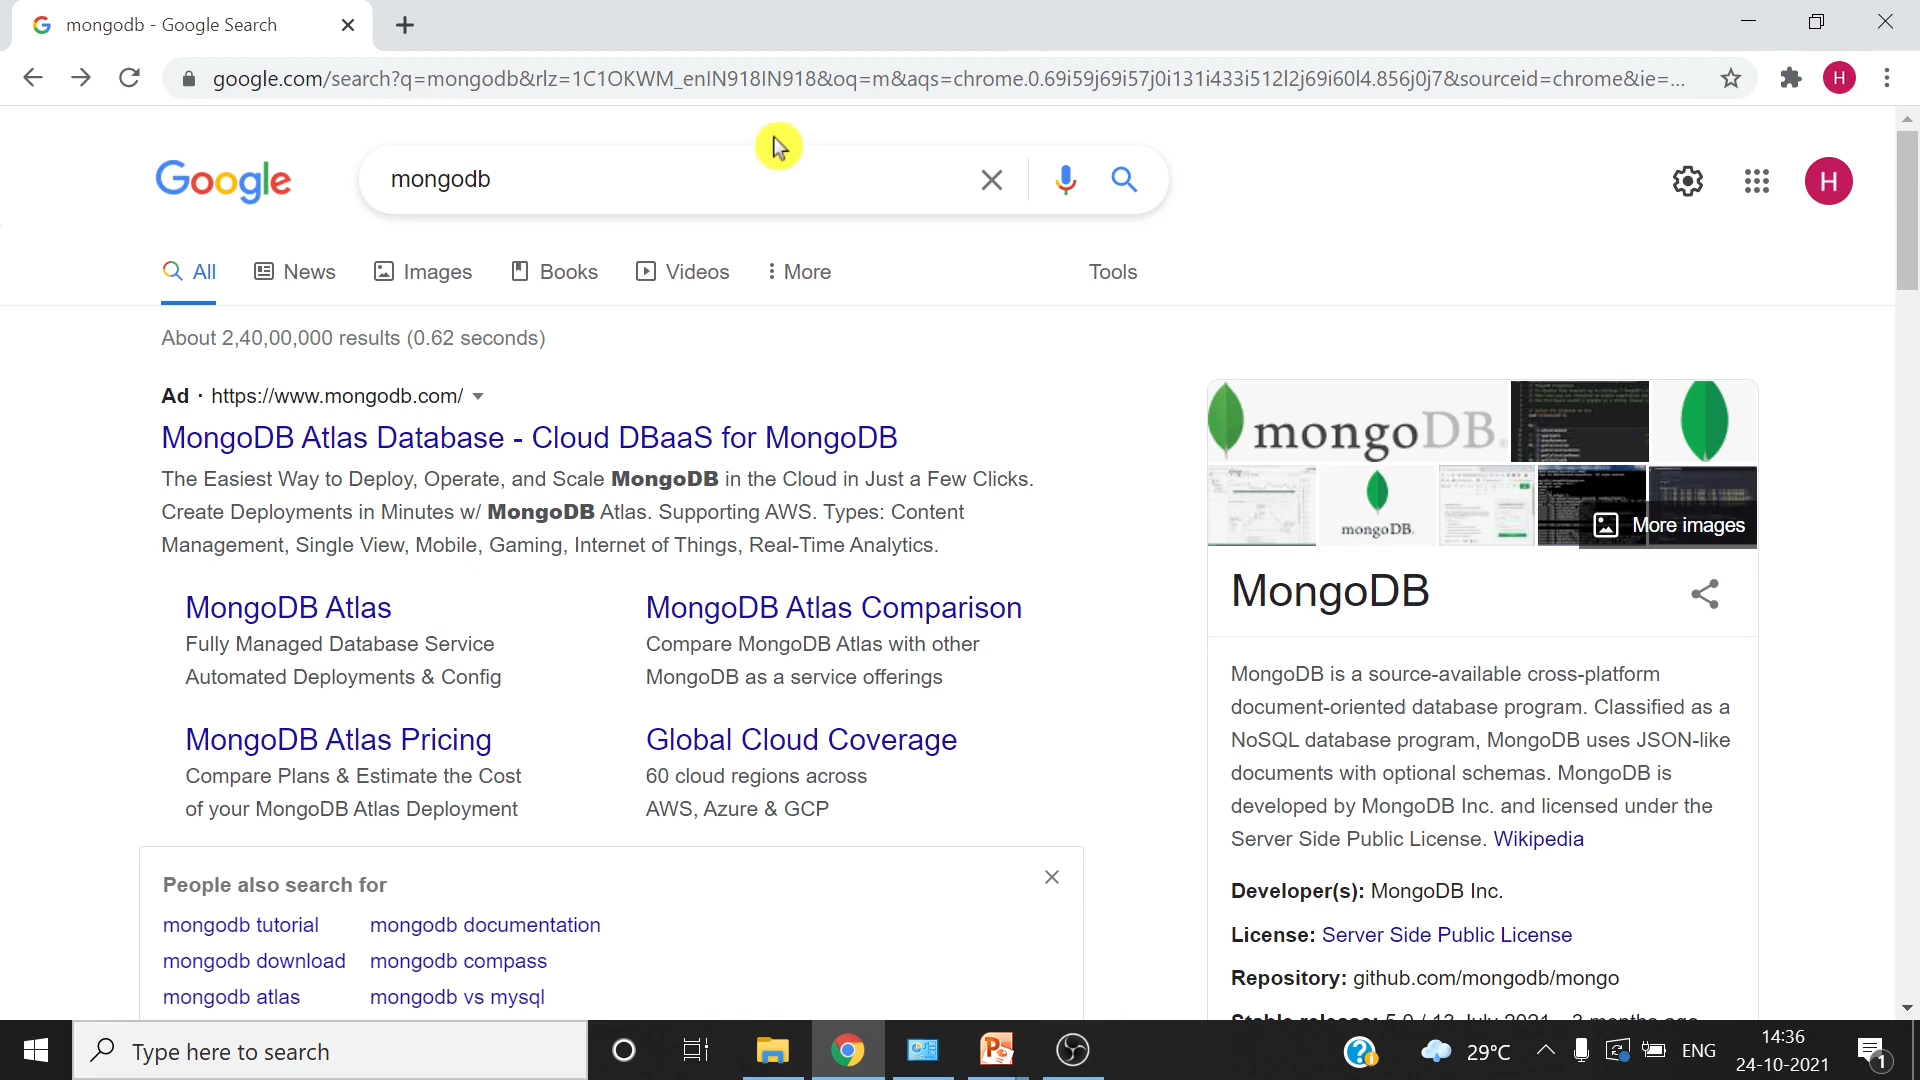 mongodb - Google Search
google.com/search?q=mongodb&rlz=1C1OKWM_enIN918IN918&oq=m&aqs=chrome.0.69i59j69i57j0i131i433i512l2j69i60l4.856j0j7&sourceid=chrome&ie=...
H
Google
mongodb
H
All
News
Images
Books
Videos
More
Tools
About 2,40,00,000 results (0.62 seconds)
Ad · https://www.mongodb.com/
MongoDB Atlas Database - Cloud DBaaS for MongoDB
The Easiest Way to Deploy, Operate, and Scale MongoDB in the Cloud in Just a Few Clicks.
Create Deployments in Minutes w/ MongoDB Atlas. Supporting AWS. Types: Content
Management, Single View, Mobile, Gaming, Internet of Things, Real-Time Analytics.
MongoDB Atlas
Fully Managed Database Service
Automated Deployments & Config
MongoDB Atlas Comparison
Compare MongoDB Atlas with other
MongoDB as a service offerings
MongoDB Atlas Pricing
Compare Plans & Estimate the Cost
of your MongoDB Atlas Deployment
Global Cloud Coverage
60 cloud regions across
AWS, Azure & GCP
People also search for
mongodb tutorial
mongodb documentation
mongodb download
mongodb compass
mongodb atlas
mongodb vs mysql
mongoDB
mongoDB.
More images
MongoDB
MongoDB is a source-available cross-platform
document-oriented database program. Classified as a
NoSQL database program, MongoDB uses JSON-like
documents with optional schemas. MongoDB is
developed by MongoDB Inc. and licensed under the
Server Side Public License. Wikipedia
Developer(s): MongoDB Inc.
License: Server Side Public License
Repository: github.com/mongodb/mongo
Stable release: 5.0 / 13 July 2021 3 months ago
Type here to search
29°C
ENG
14:36
24-10-2021
1